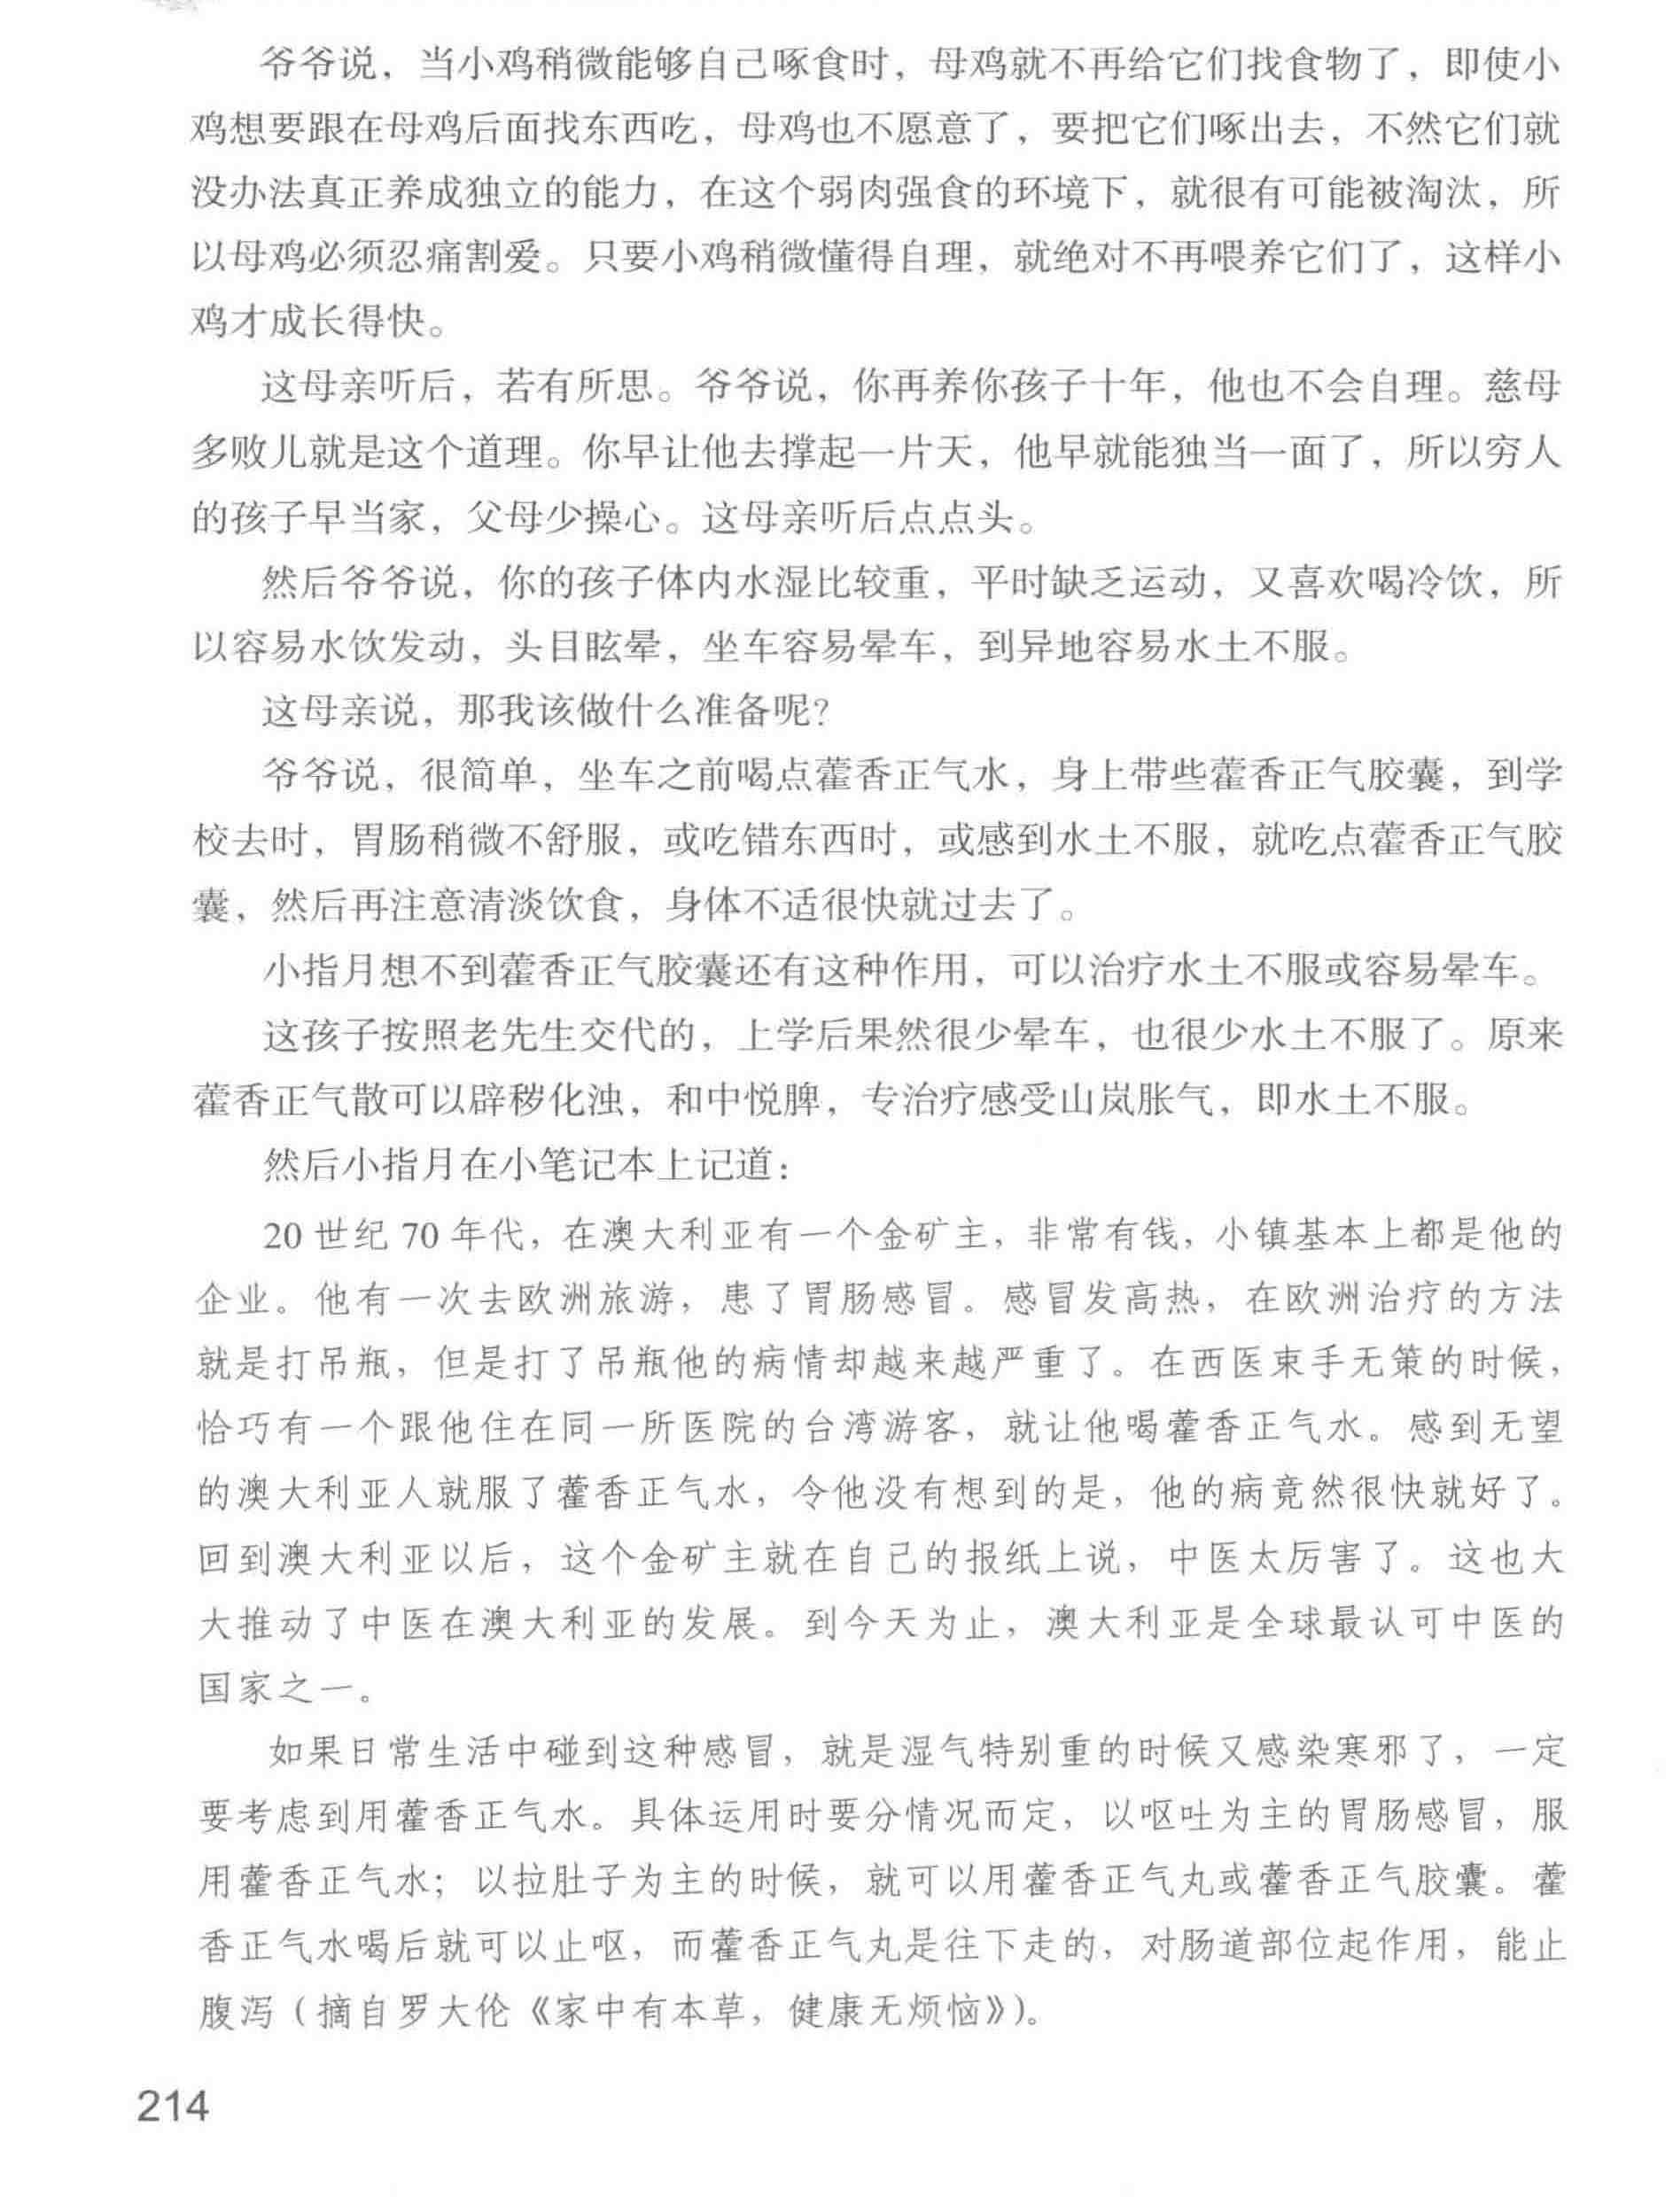 爷爷说，当小鸡稍微能够自己啄食时，母鸡就不再给它们找食物了，即使小
鸡想要跟在母鸡后面找东西吃，母鸡也不愿意了，要把它们啄出去，不然它们就
没办法真正养成独立的能力，在这个弱肉强食的环境下，就很有可能被淘汰，所
以母鸡必须忍痛割爱。只要小鸡稍微懂得自理，就绝对不再喂养它们了，这样小
鸡才成长得快。
这母亲听后，若有所思。爷爷说，你再养你孩子十年，他也不会自理。慈母
多败儿就是这个道理。你早让他去撑起一片天，他早就能独当一面了，所以穷人
的孩子早当家，父母少操心。这母亲听后点点头。
然后爷爷说，你的孩子体内水湿比较重，平时缺乏运动，又喜欢喝冷饮，所
以容易水饮发动，头目眩晕，坐车容易晕车，到异地容易水土不服。
这母亲说，那我该做什么准备呢？
爷爷说，很简单，坐车之前喝点藿香正气水，身上带些藿香正气胶囊，到学
校去时，胃肠稍微不舒服，或吃错东西时，或感到水土不服，就吃点藿香正气胶
囊，然后再注意清淡饮食，身体不适很快就过去了。
小指月想不到藿香正气胶囊还有这种作用，可以治疗水土不服或容易晕车。
这孩子按照老先生交代的，上学后果然很少晕车，也很少水土不服了。原来
藿香正气散可以辟秽化浊，和中悦脾，专治疗感受山岚胀气，即水土不服。
然后小指月在小笔记本上记道：
20 世纪 70 年代，在澳大利亚有一个金矿主，非常有钱，小镇基本上都是他的
企业。他有一次去欧洲旅游，患了胃肠感冒。感冒发高热，在欧洲治疗的方法
就是打吊瓶，但是打了吊瓶他的病情却越来越严重了。在西医束手无策的时候，
恰巧有一个跟他住在同一所医院的台湾游客，就让他喝藿香正气水。感到无望
的澳大利亚人就服了藿香正气水，令他没有想到的是，他的病竟然很快就好了。
回到澳大利亚以后，这个金矿主就在自己的报纸上说，中医太厉害了。这也大
大推动了中医在澳大利亚的发展。到今天为止，澳大利亚是全球最认可中医的
国家之一。
如果日常生活中碰到这种感冒，就是湿气特别重的时候又感染寒邪了，一定
要考虑到用藿香正气水。具体运用时要分情况而定，以呕吐为主的胃肠感冒，服
用藿香正气水；以拉肚子为主的时候，就可以用藿香正气丸或藿香正气胶囊。藿
香正气水喝后就可以止呕，而藿香正气丸是往下走的，对肠道部位起作用，能止
腹泻（摘自罗大伦《家中有本草，健康无烦恼》）。
214